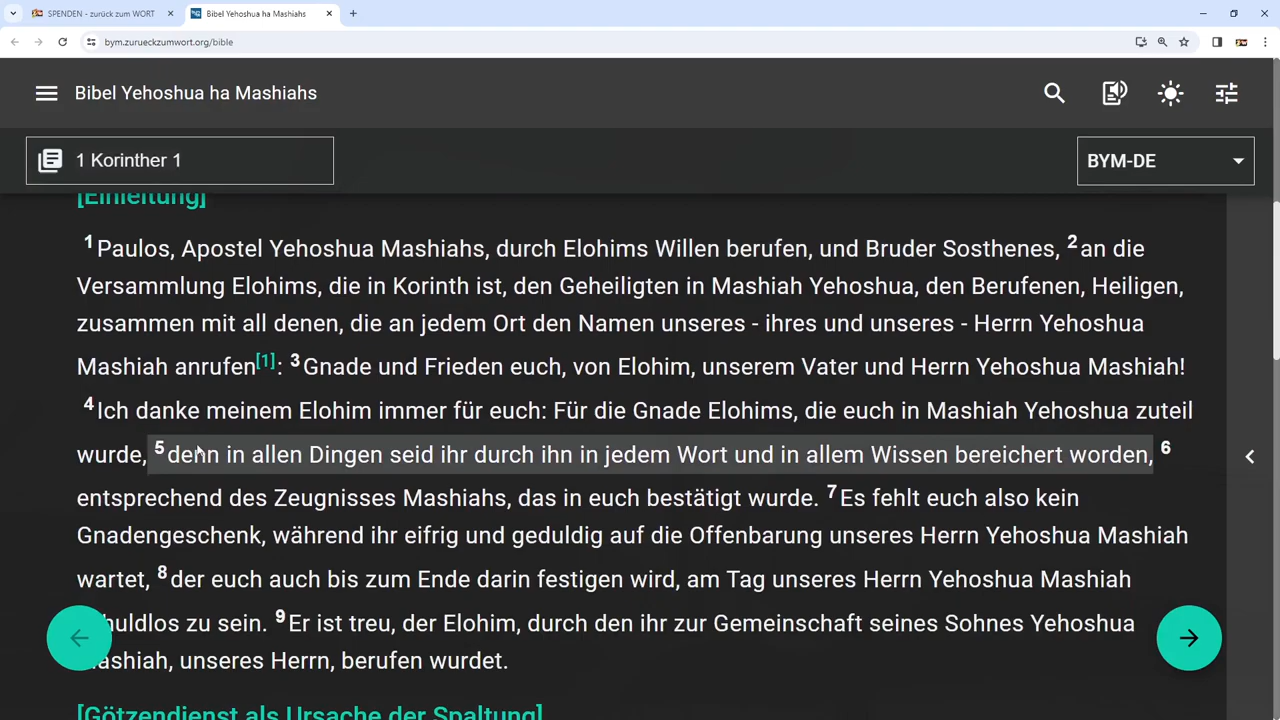 SPENDEN - zurück zum WORT
Bibel Yehoshua ha Mashiahs
bym.zurueckzumwort.org/bible
Bibel Yehoshua ha Mashiahs
1 Korinther 1
BYM-DE
[Einleitung]
1 Paulos, Apostel Yehoshua Mashiahs, durch Elohims Willen berufen, und Bruder Sosthenes, 2 an die
Versammlung Elohims, die in Korinth ist, den Geheiligten in Mashiah Yehoshua, den Berufenen, Heiligen,
zusammen mit all denen, die an jedem Ort den Namen unseres - ihres und unseres - Herrn Yehoshua
Mashiah anrufen[1]: 3 Gnade und Frieden euch, von Elohim, unserem Vater und Herrn Yehoshua Mashiah!
4 Ich danke meinem Elohim immer für euch: Für die Gnade Elohims, die euch in Mashiah Yehoshua zuteil
wurde, 5 denn in allen Dingen seid ihr durch ihn in jedem Wort und in allem Wissen bereichert worden, 6
entsprechend des Zeugnisses Mashiahs, das in euch bestätigt wurde. 7 Es fehlt euch also kein
Gnadengeschenk, während ihr eifrig und geduldig auf die Offenbarung unseres Herrn Yehoshua Mashiah
wartet, 8 der euch auch bis zum Ende darin festigen wird, am Tag unseres Herrn Yehoshua Mashiah
huldlos zu sein. 9 Er ist treu, der Elohim, durch den ihr zur Gemeinschaft seines Sohnes Yehoshua
ashiah, unseres Herrn, berufen wurdet.
[Götzendienst als Ursache der Spaltung]